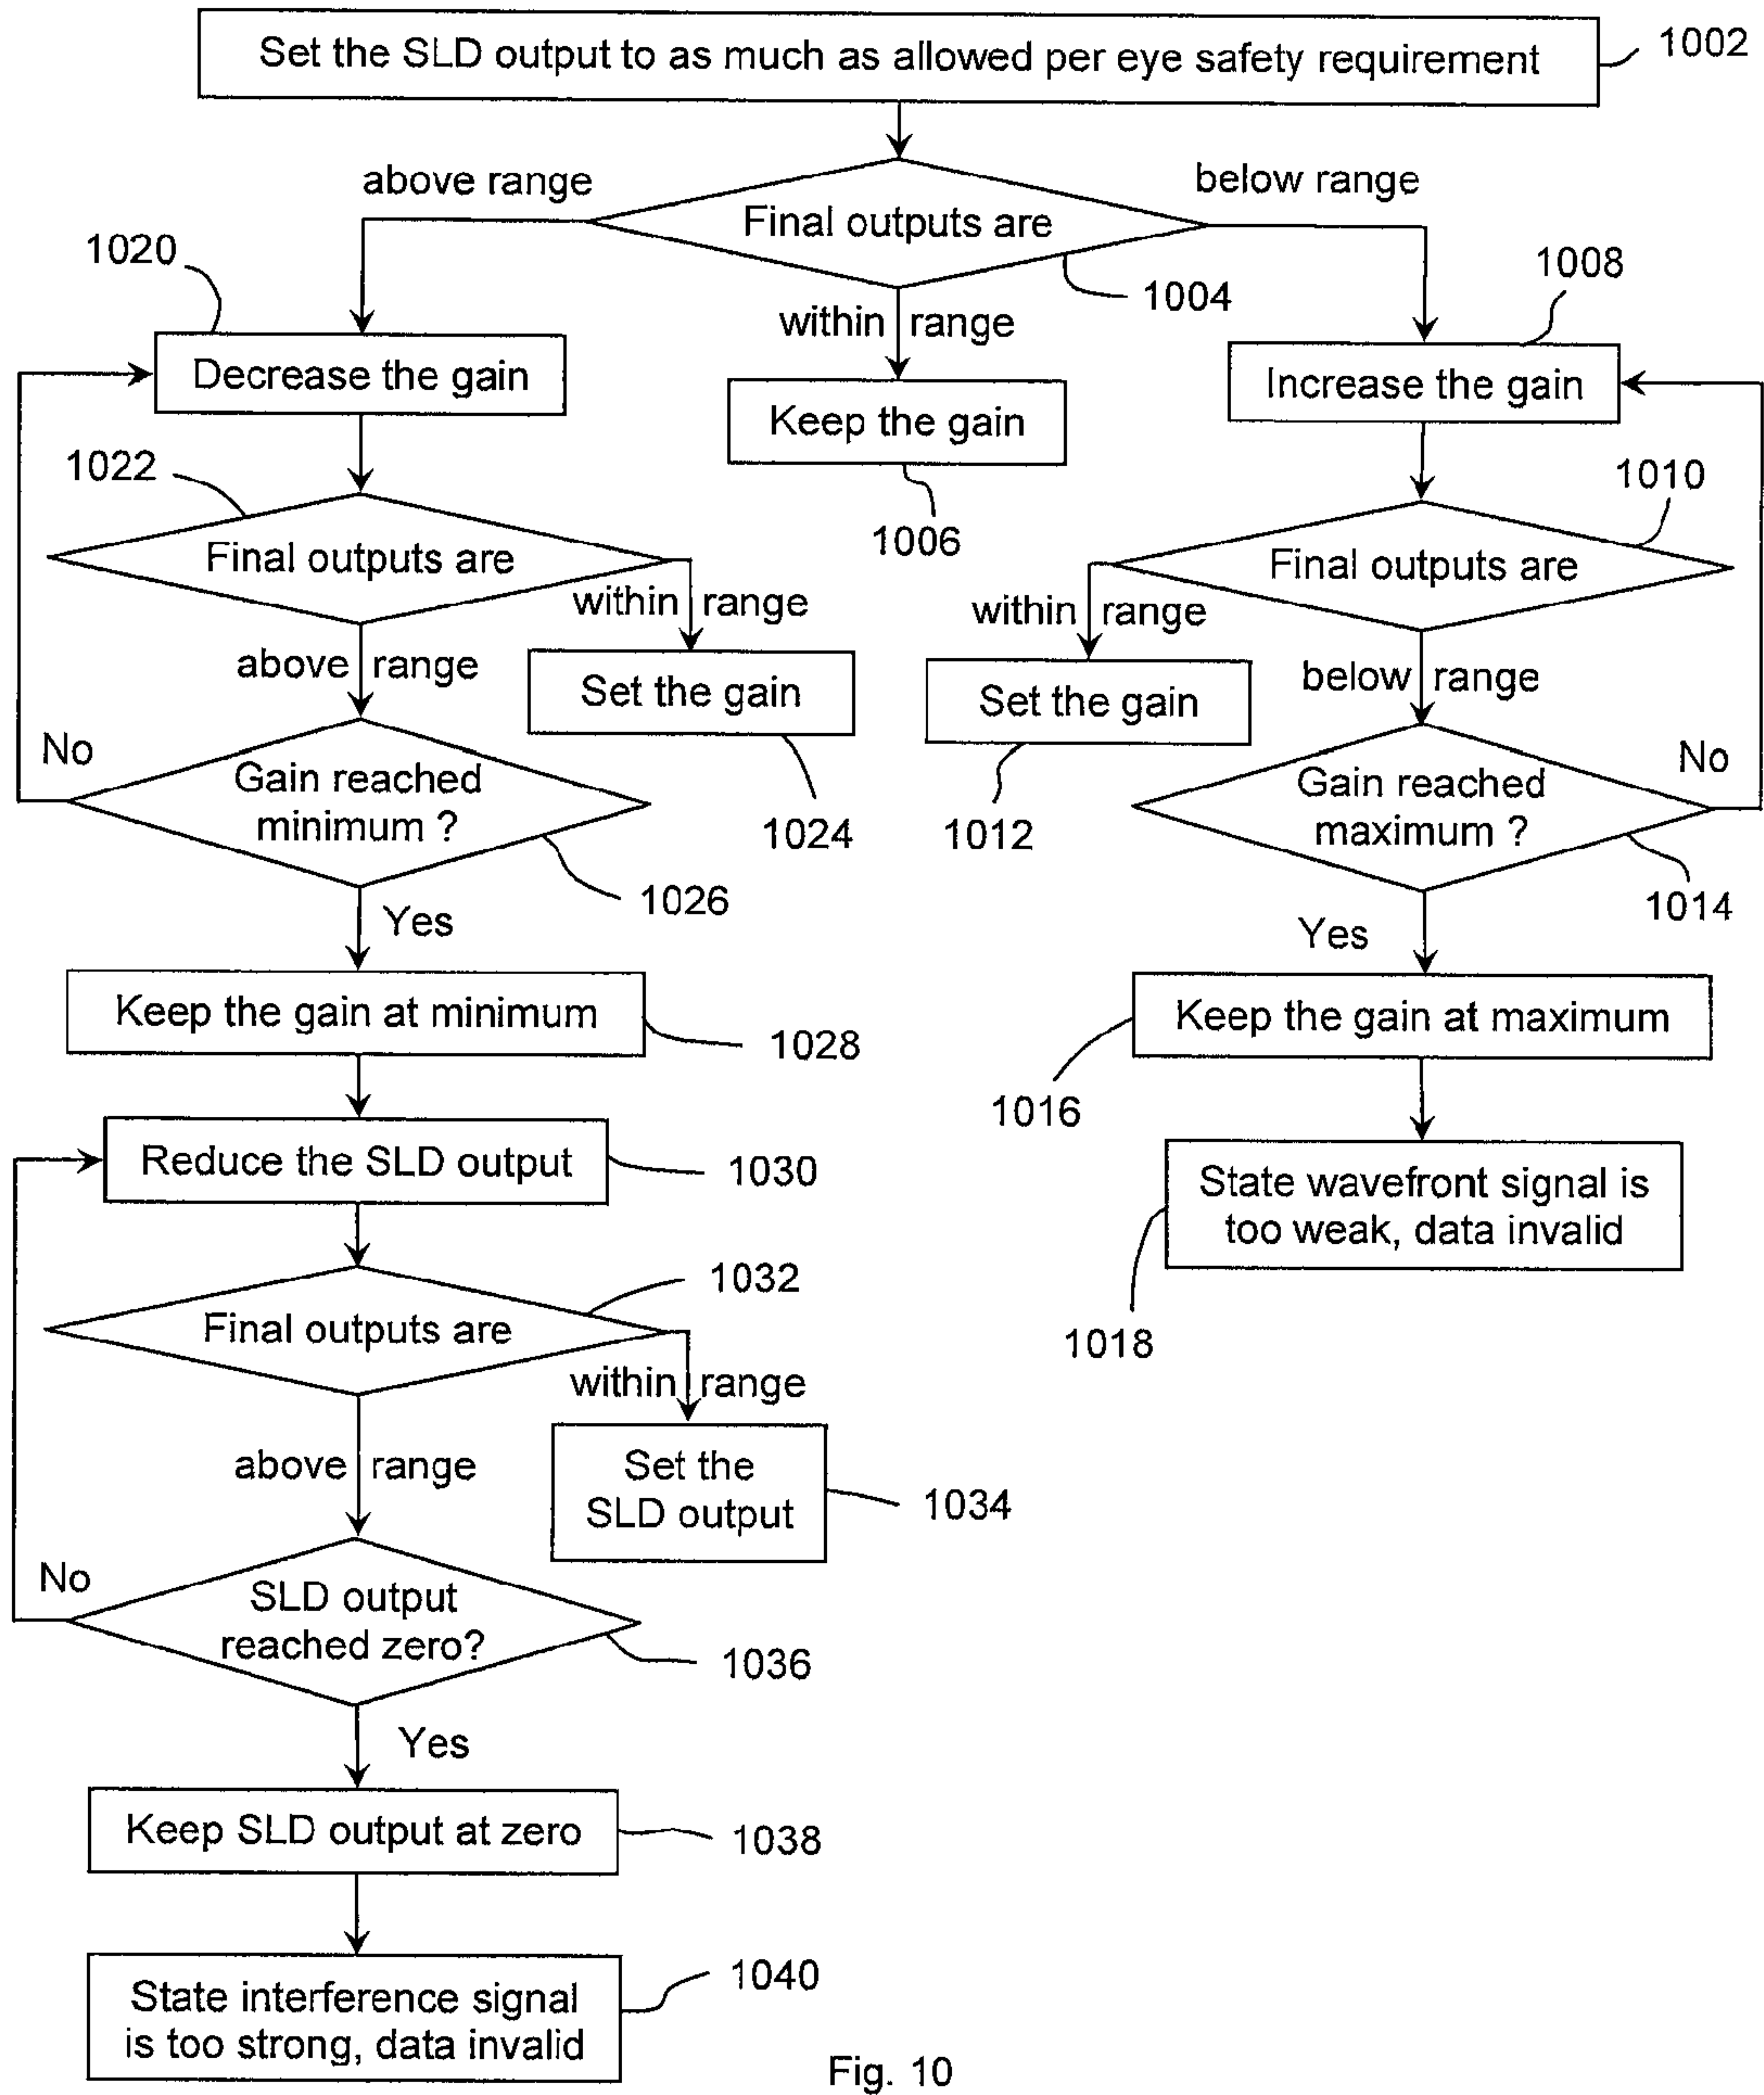 Set the SLD output to as much as allowed per eye safety requirement
1002
above range
below range
Final outputs are
1004
1020
1008
within range
Decrease the gain
Keep the gain
Increase the gain
1022
1006
1010
Final outputs are
Final outputs are
within range
within range
above range
below range
Set the gain
Set the gain
No
No
Gain reached
minimum ?
Gain reached
maximum ?
1024
1012
1026
1014
Yes
Yes
Keep the gain at minimum
1028
Keep the gain at maximum
1016
Reduce the SLD output
1030
State wavefront signal is
too weak, data invalid
1018
1032
Final outputs are
within range
above range
Set the
SLD output
1034
No
SLD output
reached zero?
1036
Yes
Keep SLD output at zero
1038
State interference signal
is too strong, data invalid
1040
Fig. 10